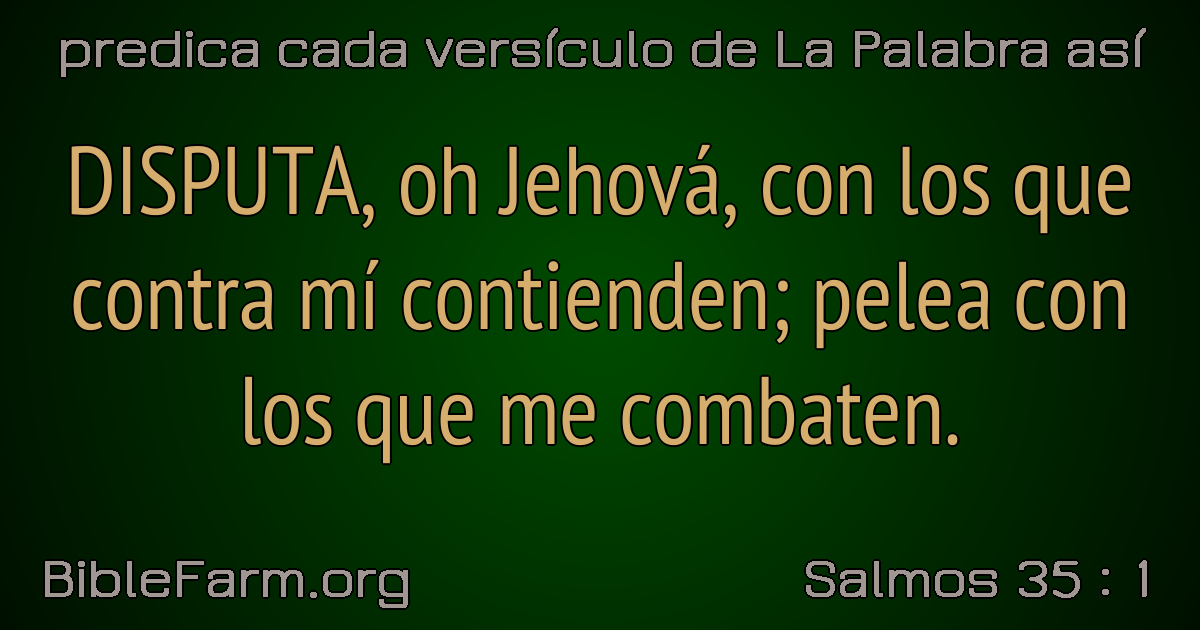 predica cada versículo de La Palabra así
DISPUTA, oh Jehová, con los que
contra mí contienden; pelea con
los que me combaten.
BibleFarm.org
Salmos 35 : 1